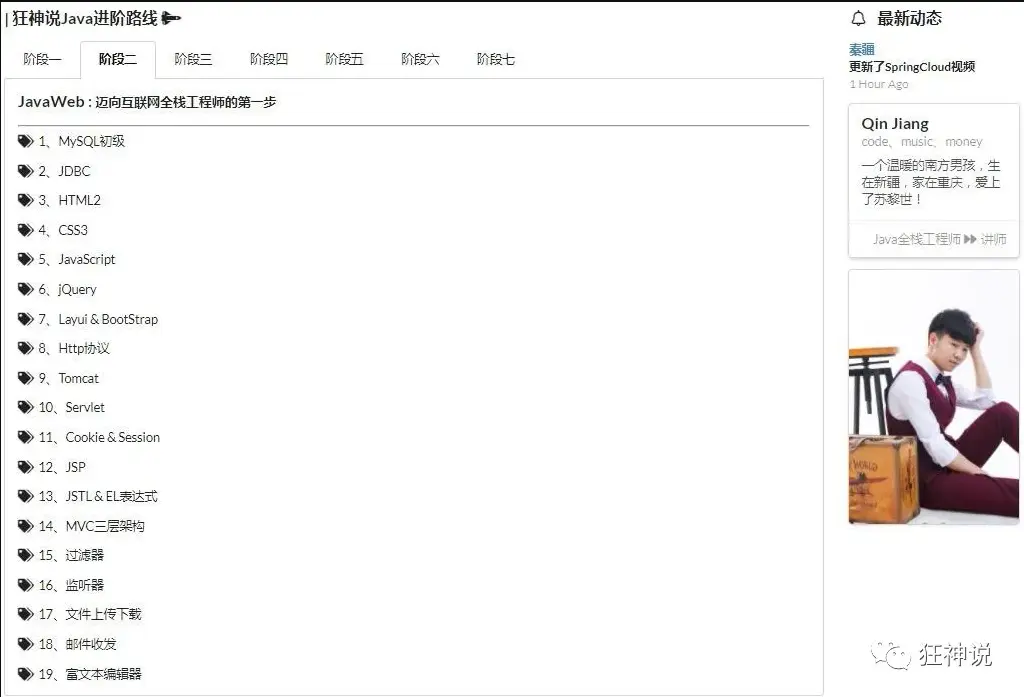 | 狂神说Java进阶路线
阶段一 阶段二 阶段三 阶段四 阶段五 阶段六 阶段七
JavaWeb : 迈向互联网全栈工程师的第一步
1、MySQL初级
2、JDBC
3、HTML2
4、CSS3
5、JavaScript
6、jQuery
7、Layui & BootStrap
8、Http协议
9、Tomcat
10、Servlet
11、Cookie & Session
12、JSP
13、JSTL & EL表达式
14、MVC三层架构
15、过滤器
16、监听器
17、文件上传下载
18、邮件收发
19、富文本编辑器
最新动态
秦疆
更新了SpringCloud视频
1 Hour Ago
Qin Jiang
code、music、money
一个温暖的南方男孩，生
在新疆，家在重庆，爱上
了苏黎世！
Java全栈工程师 讲师
WORLD
狂神说